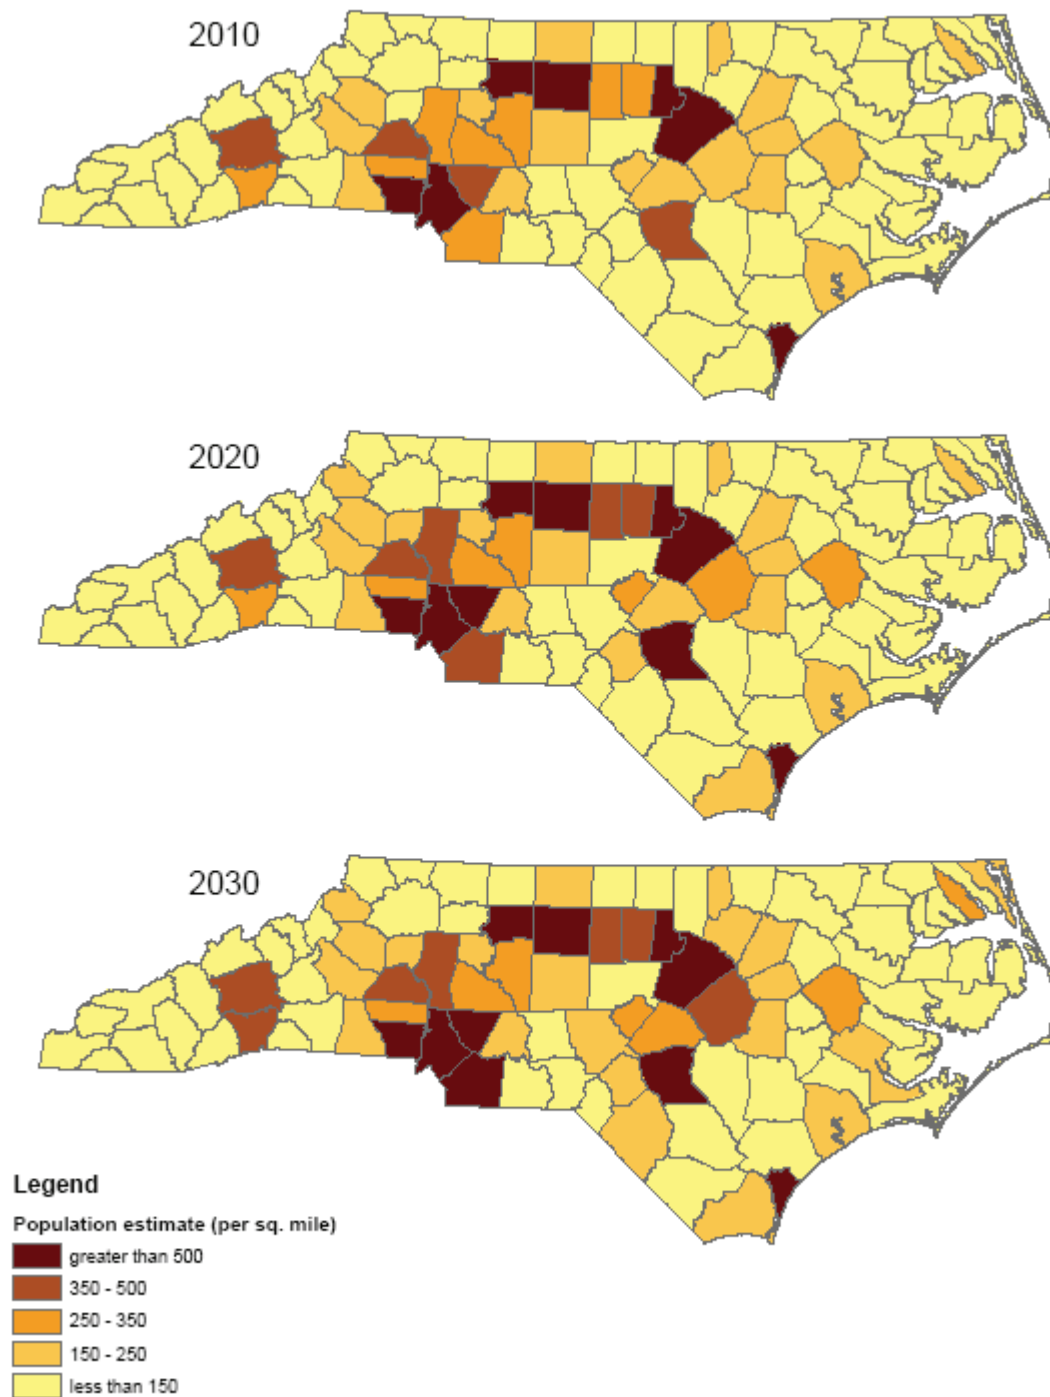 2010
2020
2030
Legend
Population estimate (per sq. mile)
greater than 500
350 - 500
250 - 350
150 - 250
less than 150